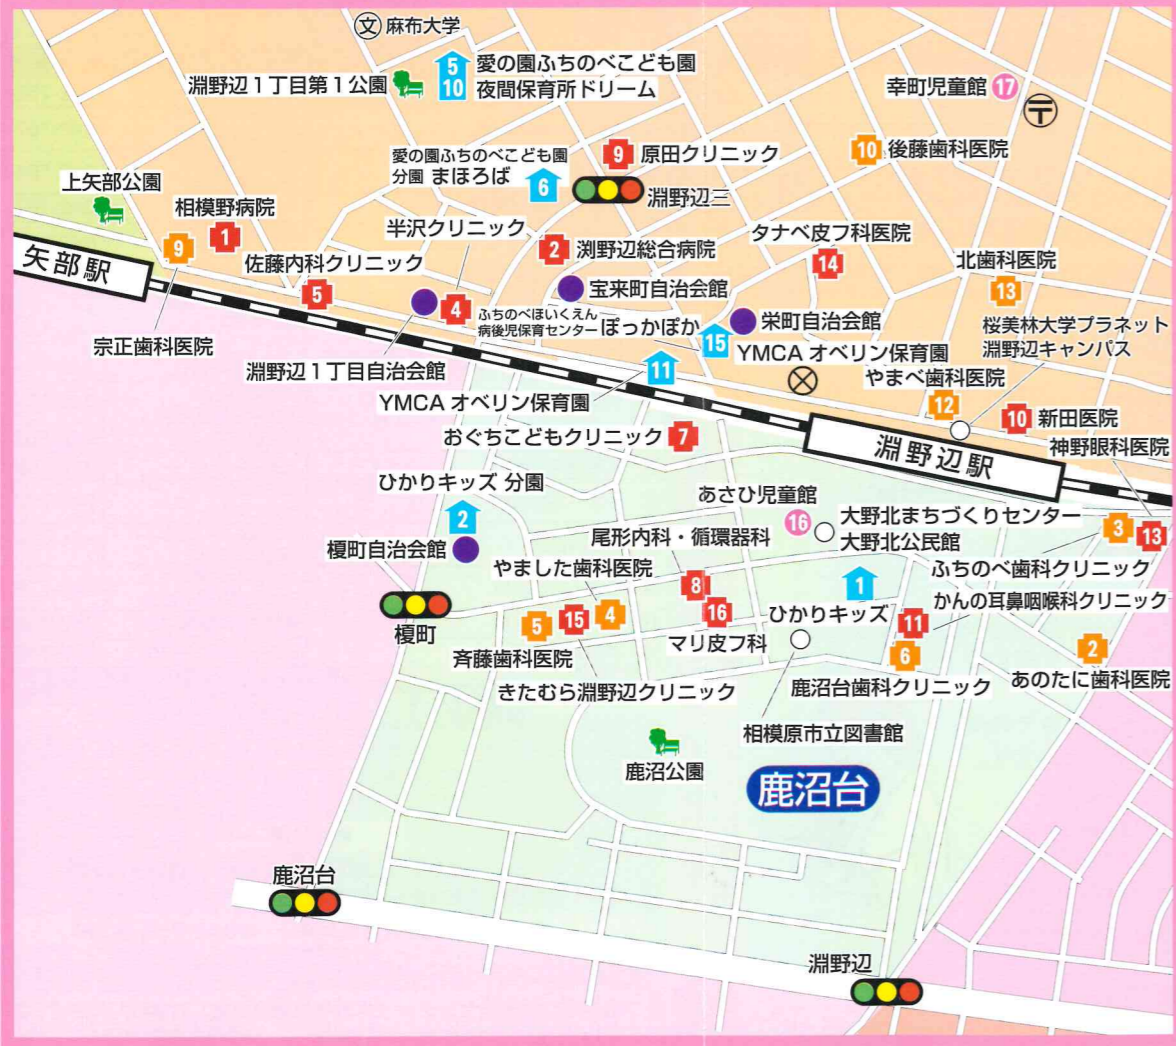 文 麻布大学
淵野辺1丁目第1公園
5
10
愛の園ふちのべこども園
夜間保育所ドリーム
幸町児童館 17
〒
10 後藤歯科医院
9 原田クリニック
愛の園ふちのべこども園
分園 まほろば
6
淵野辺三
上矢部公園
相模野病院
1
9
半沢クリニック
2 渕野辺総合病院
タナベ皮フ科医院
14
北歯科医院
13
矢部駅
佐藤内科クリニック
5
4
宝来町自治会館
ふちのべほいくえん
病後児保育センター ぽっかぽか
15
栄町自治会館
桜美林大学プラネット
淵野辺キャンパス
宗正歯科医院
淵野辺1丁目自治会館
11
YMCA オベリン保育園
やまべ歯科医院
12
YMCA オベリン保育園
10 新田医院
おぐちこどもクリニック 7
淵野辺駅
神野眼科医院
ひかりキッズ 分園
2
あさひ児童館
16
大野北まちづくりセンター
大野北公民館
3
13
榎町自治会館
尾形内科・循環器科
やました歯科医院
ふちのべ歯科クリニック
8
1
榎町
5
15
4
16
ひかりキッズ
かんの耳鼻咽喉科クリニック
11
マリ皮フ科
6
2
斉藤歯科医院
きたむら淵野辺クリニック
鹿沼台歯科クリニック
あのたに歯科医院
相模原市立図書館
鹿沼公園
鹿沼台
鹿沼台
淵野辺